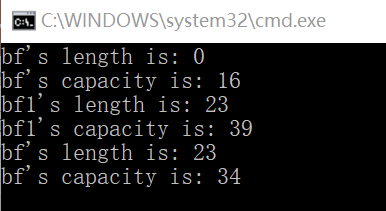 C:\WINDOWS\system32\cmd.exe
bf's length is: 0
bf's capacity is: 16
bf1's length is: 23
bf1's capacity is: 39
bf's length is: 23
bf's capacity is: 34